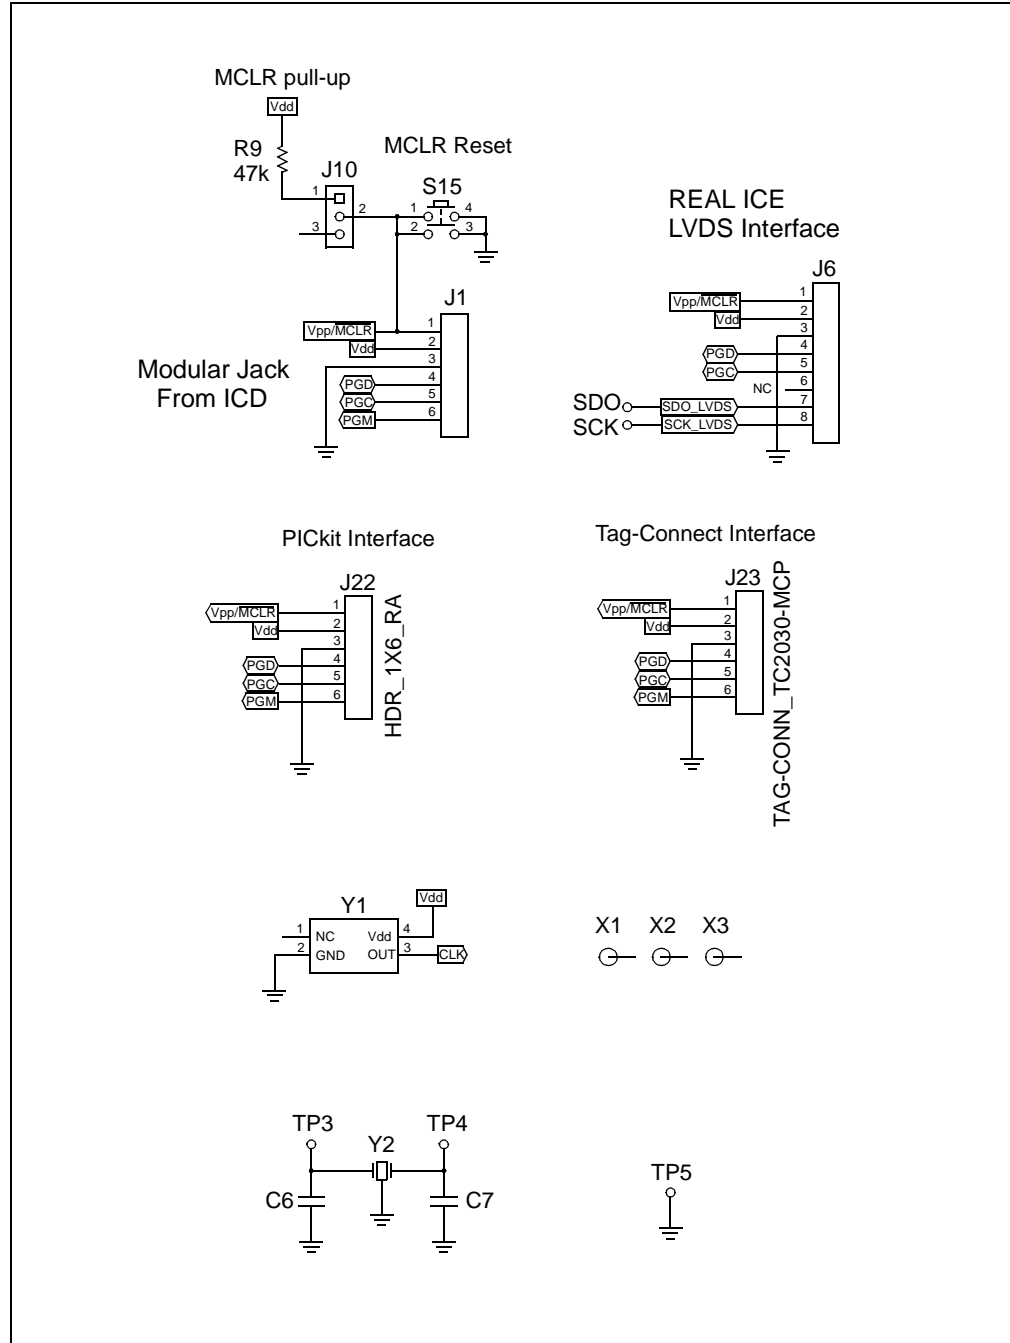 MCLR pull-up
Vdd
R9
47k
MCLR Reset
J10
S15
1
2
3
1
4
2
3
REAL ICE
LVDS Interface
J6
Vpp/MCLR
1
Vdd
2
3
PGD
4
PGC
5
NC
6
SDO
SDO_LVDS
7
SCK
SCK_LVDS
8
J1
Modular Jack
From ICD
Vpp/MCLR
1
Vdd
2
3
PGD
4
PGC
5
PGM
6
PICkit Interface
J22
HDR_1X6_RA
Vpp/MCLR
1
Vdd
2
3
PGD
4
PGC
5
PGM
6
Tag-Connect Interface
J23
TAG-CONN_TC2030-MCP
Vpp/MCLR
1
Vdd
2
3
PGD
4
PGC
5
PGM
6
Vdd
Y1
1
NC
Vdd
4
2
GND
OUT
3
CLK
X1
X2
X3
TP3
TP4
Y2
C6
C7
TP5